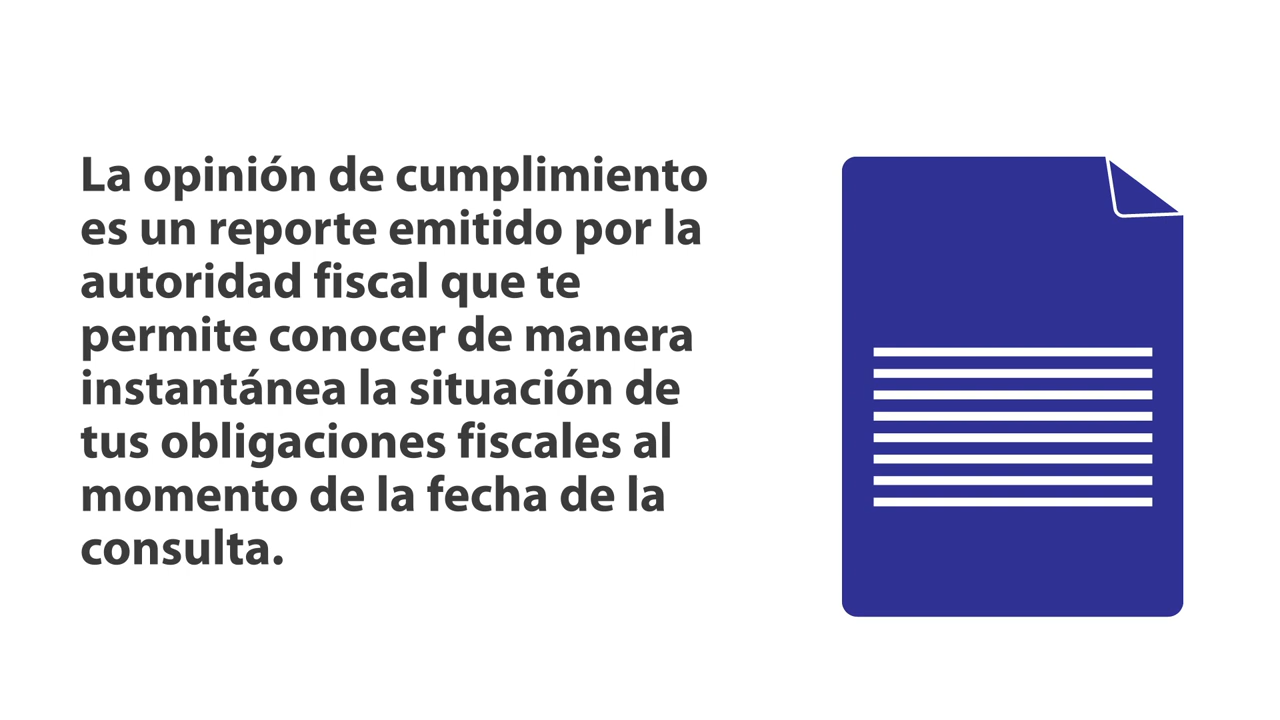 La opinión de cumplimiento
es un reporte emitido por la
autoridad fiscal que te
permite conocer de manera
instantánea la situación de
tus obligaciones fiscales al
momento de la fecha de la
consulta.